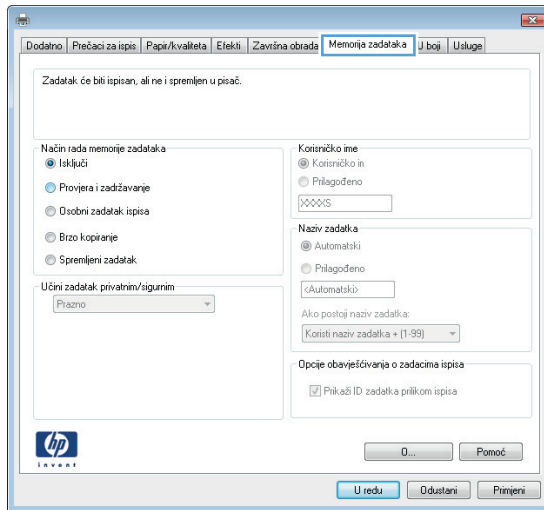 Dodatno Prečaci za ispis Papir/kvaliteta Efekti Završna obrada Memorija zadataka U boji Usluge
Zadatak će biti ispisan, ali ne i spremljen u pisač.
Način rada memorije zadataka
Isključi
Provjera i zadržavanje
Osobni zadatak ispisa
Brzo kopiranje
Spremljeni zadatak
Učini zadatak privatnim/sigurnim
Prazno
Korisničko ime
Korisničko in
Prilagođeno
XXXXS
Naziv zadatka
Automatski
Prilagođeno
<Automatski>
Ako postoji naziv zadatka:
Koristi naziv zadatka + (1-99)
Opcije obavješćivanja o zadacima ispisa
Prikaži ID zadatka prilikom ispisa
hp
invent
O... Pomoć
U redu Odustani Primjeni